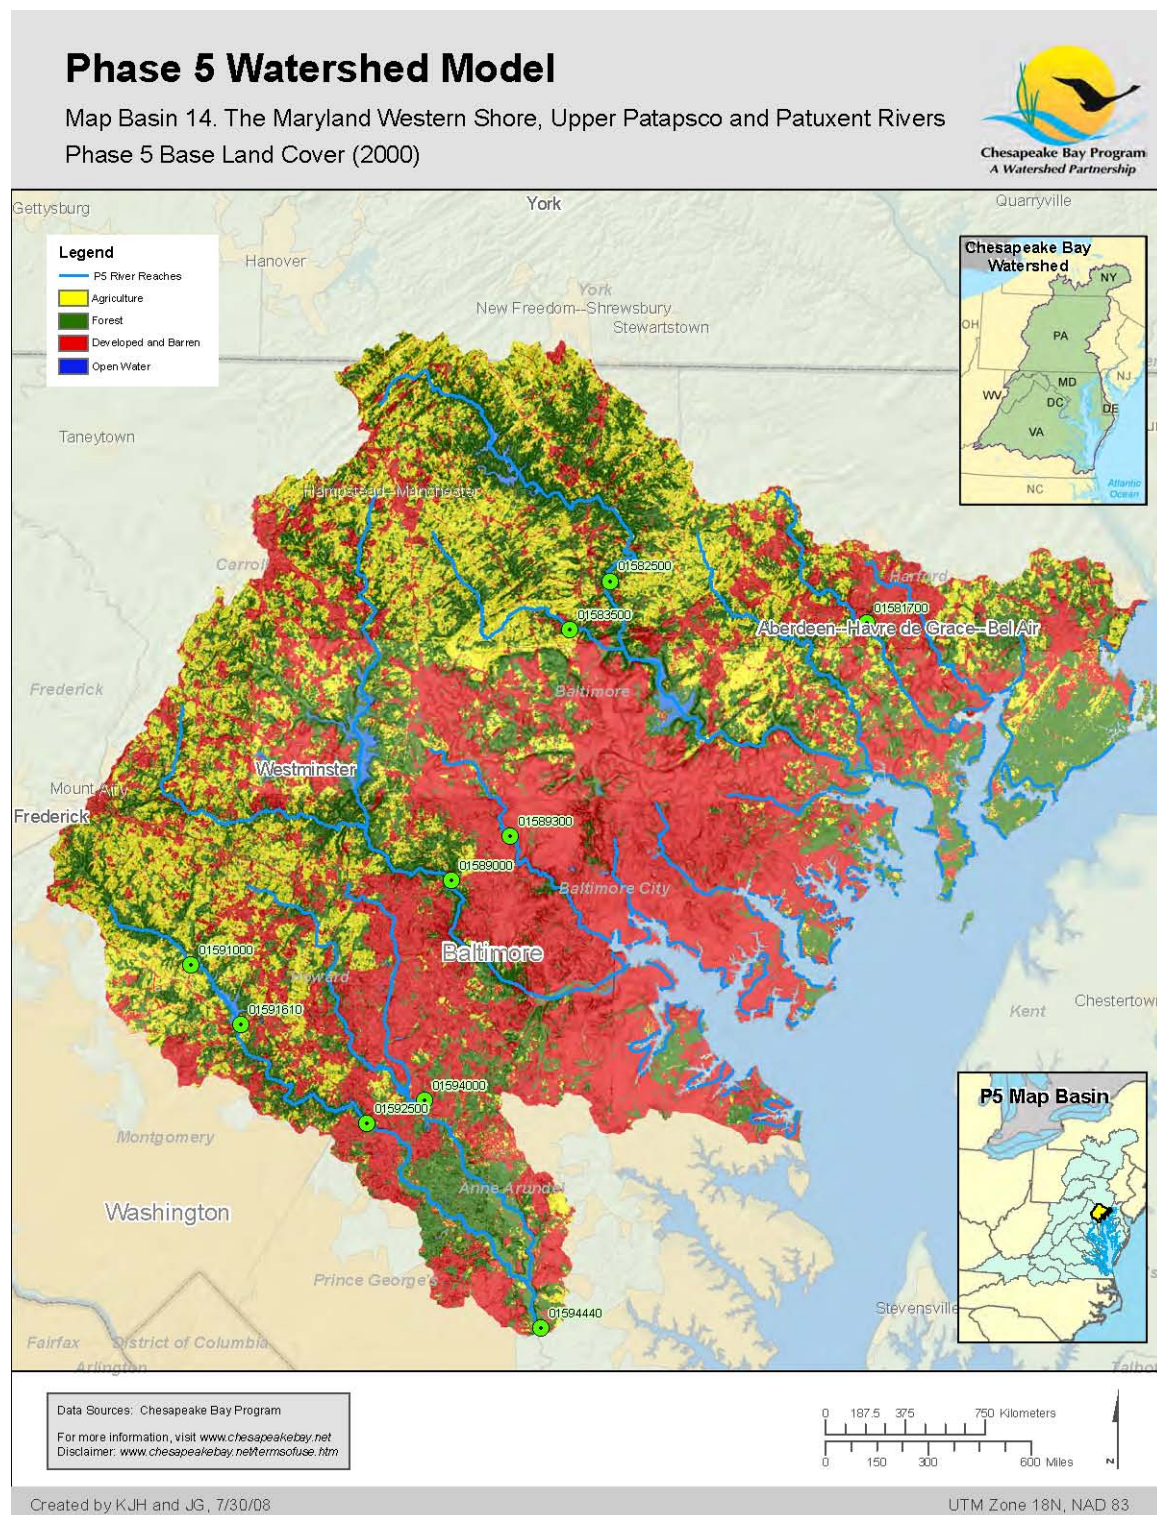 Phase 5 Watershed Model
Map Basin 14. The Maryland Western Shore, Upper Patapsco and Patuxent Rivers
Phase 5 Base Land Cover (2000)
Chesapeake Bay Program
A Watershed Partnership
Gettysburg
York
Quarryville
Legend
P5 River Reaches
Agriculture
Forest
Developed and Barren
Open Water
Hanover
York
New Freedom--Shrewsbury
Stewartstown
Chesapeake Bay
Watershed
NY
OH
PA
NJ
WV
MD
DC
DE
VA
NC
Atlantic
Ocean
Taneytown
Hampstead--Manchester
Carroll
01582500
Harford
01583500
01581700
Aberdeen--Havre de Grace--Bel Air
Frederick
Baltimore
Westminster
Mount Airy
Frederick
01589300
01589000
Baltimore City
01591000
Baltimore
Howard
01591610
Kent
Chestertow
01594000
01592500
P5 Map Basin
Montgomery
Anne Arundel
Washington
Prince George's
Stevensville
01594440
Fairfax
District of Columbia
Arlington
Talbo
Data Sources: Chesapeake Bay Program
For more information, visit www.chesapeakebay.net
Disclaimer: www.chesapeakebay.net/termsofuse.htm
0 187.5 375 750 Kilometers
0 150 300 600 Miles
N
Created by KJH and JG, 7/30/08
UTM Zone 18N, NAD 83